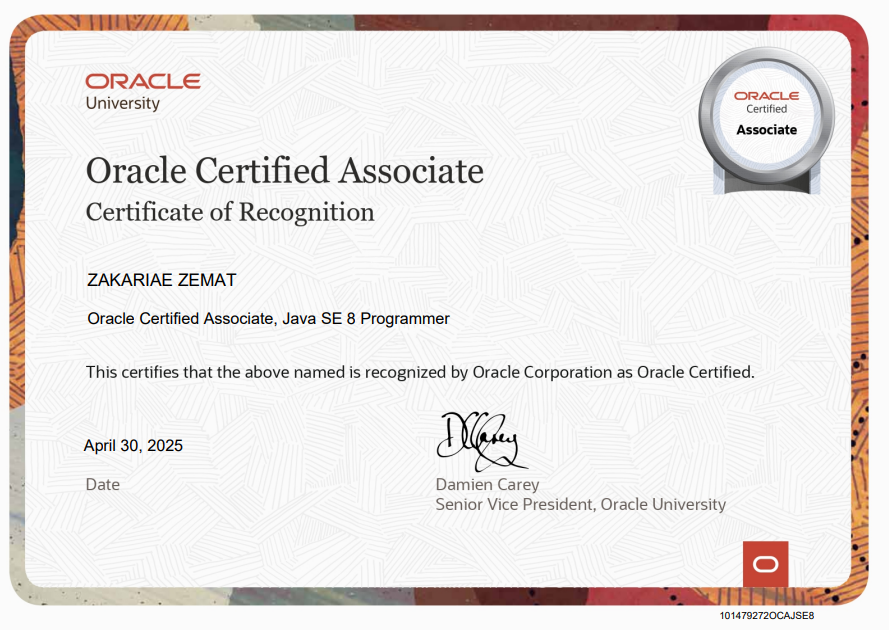 ORACLE
University
ORACLE
Certified
Associate
Oracle Certified Associate
Certificate of Recognition
ZAKARIAE ZEMAT
Oracle Certified Associate, Java SE 8 Programmer
This certifies that the above named is recognized by Oracle Corporation as Oracle Certified.
DCarey
April 30, 2025
Date
Damien Carey
Senior Vice President, Oracle University
101479272OCAJSE8